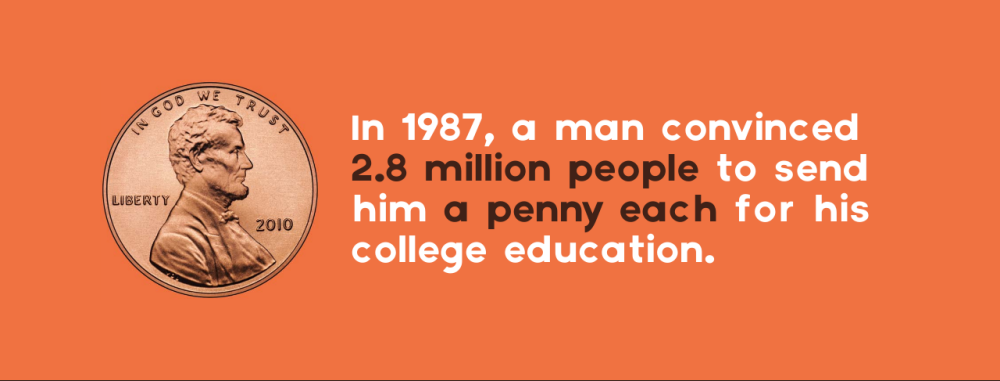 IN GOD WE TRUST
LIBERTY
2010
In 1987, a man convinced
2.8 million people to send
him a penny each for his
college education.